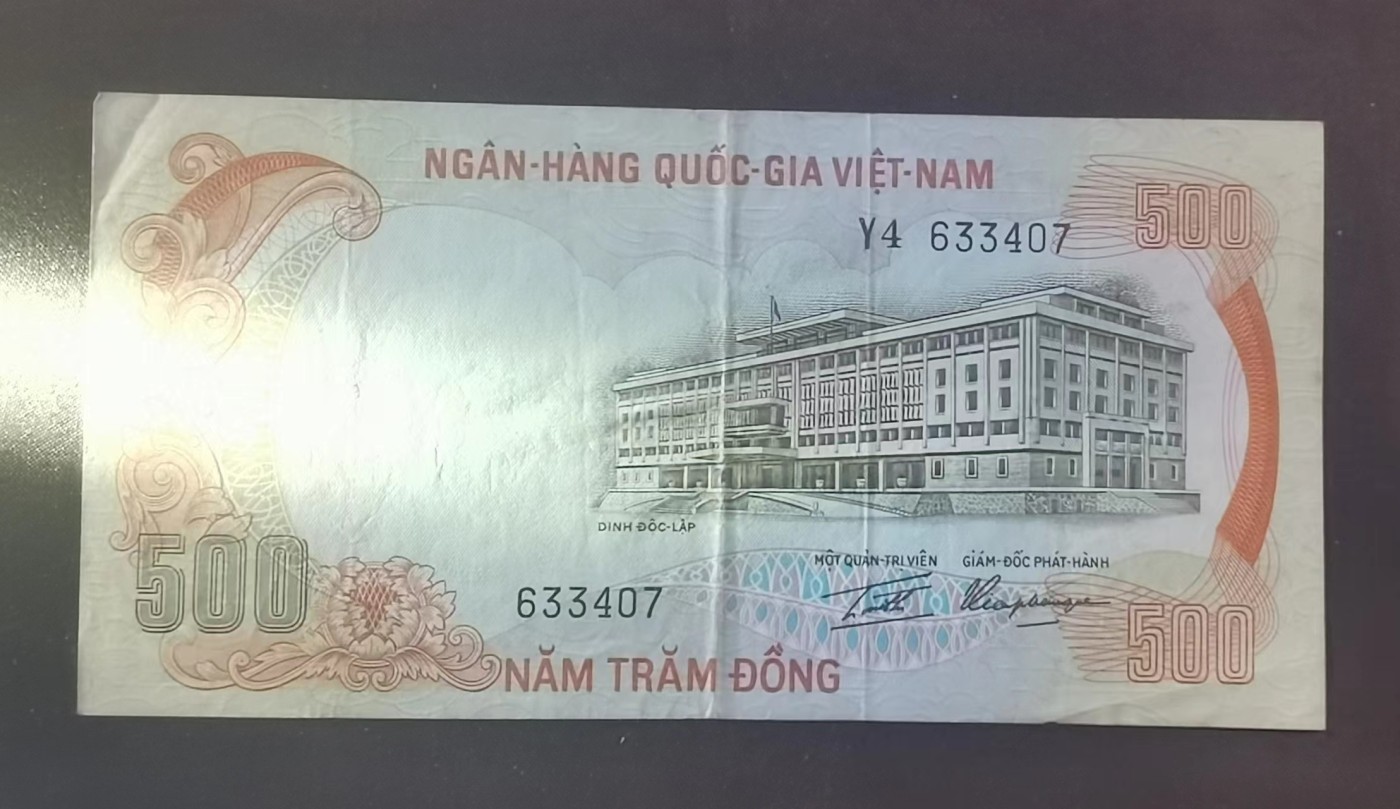 NGÂN-HÀNG QUỐC-GIA VIỆT-NAM
500
Y4 633407
DINH ĐỘC-LẬP
MỘT QUẢN-TRỊ VIÊN GIÁM-ĐỐC PHÁT-HÀNH
500
633407
500
NĂM TRĂM ĐỒNG